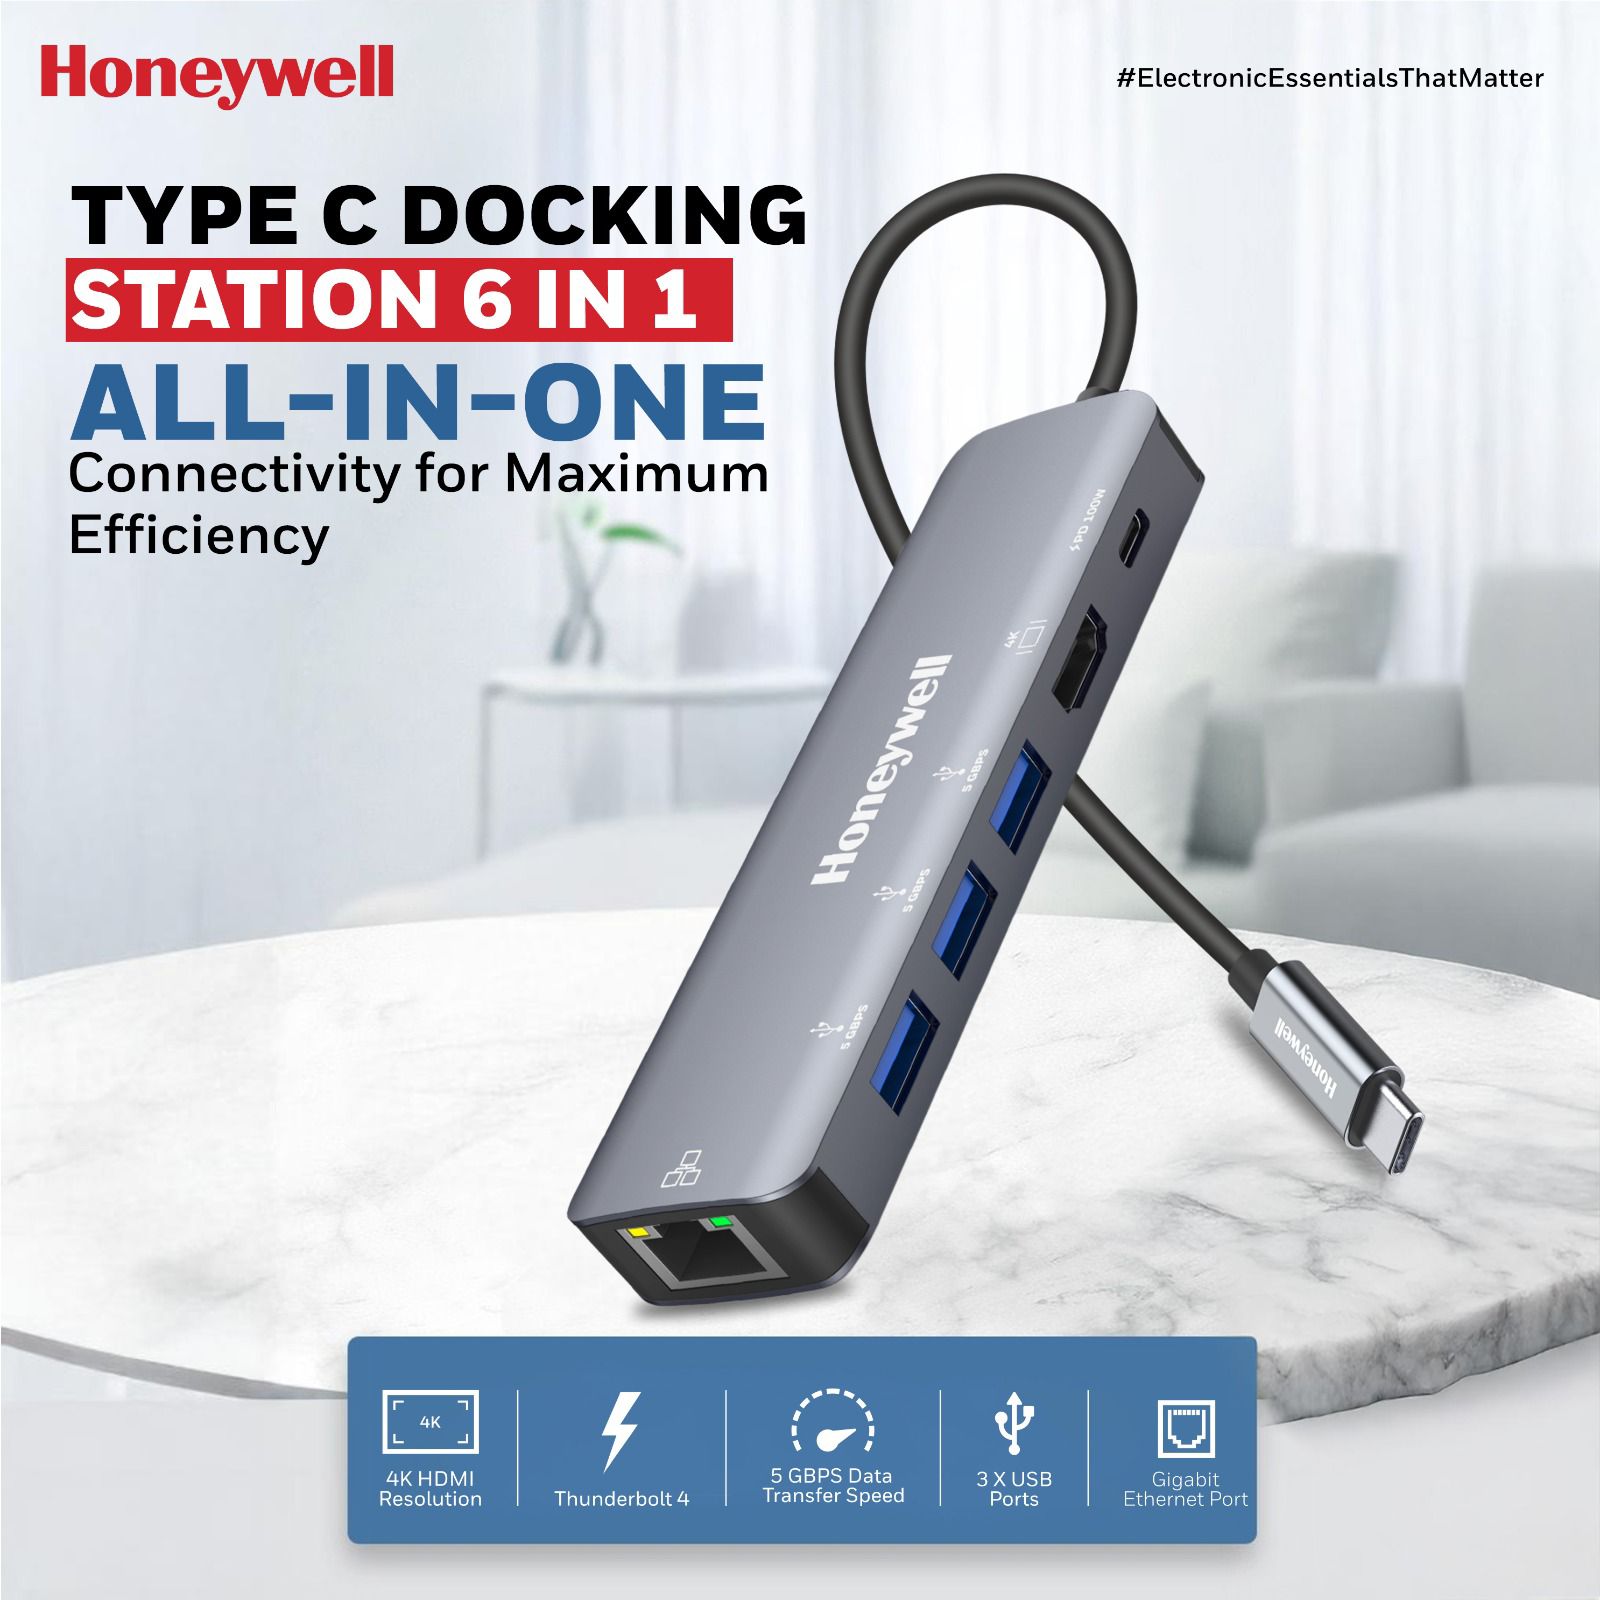 Honeywell
#ElectronicEssentialsThatMatter
TYPE C DOCKING
STATION 6 IN 1
ALL-IN-ONE
Connectivity for Maximum
Efficiency
PD 100W
4K
Honeywell
5 GBPS
5 GBPS
5 GBPS
Honeywell
4K
4K HDMI
Resolution
Thunderbolt 4
5 GBPS Data
Transfer Speed
3 X USB
Ports
Gigabit
Ethernet Port